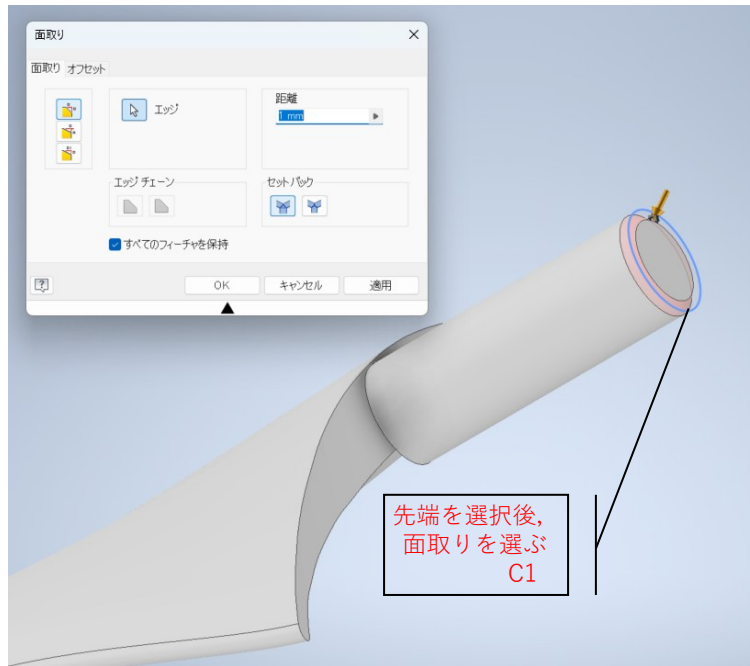 面取り
面取り オフセット
エッジ
距離
1 mm
エッジ チェーン
セットバック
すべてのフィーチャを保持
?
OK キャンセル 適用
先端を選択後,
面取りを選ぶ
C1